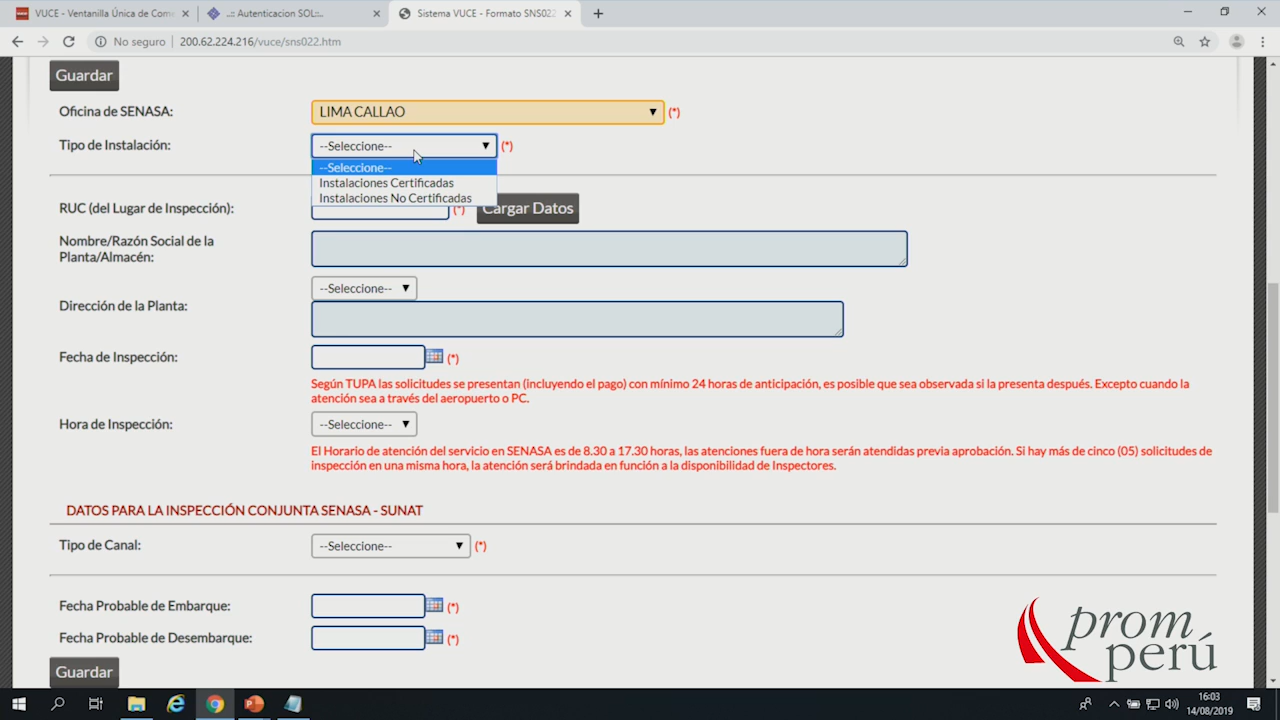 VUCE - Ventanilla Única de Come
..:: Autenticacion SOL::..
Sistema VUCE - Formato SNS022
No seguro
200.62.224.216/vuce/sns022.htm
Guardar
Oficina de SENASA:
LIMA CALLAO
(*)
Tipo de Instalación:
--Seleccione--
(*)
--Seleccione--
Instalaciones Certificadas
Instalaciones No Certificadas
RUC (del Lugar de Inspección):
(*)
Cargar Datos
Nombre/Razón Social de la
Planta/Almacén:
--Seleccione--
Dirección de la Planta:
Fecha de Inspección:
(*)
Según TUPA las solicitudes se presentan (incluyendo el pago) con mínimo 24 horas de anticipación, es posible que sea observada si la presenta después. Excepto cuando la
atención sea a través del aeropuerto o PC.
Hora de Inspección:
--Seleccione--
El Horario de atención del servicio en SENASA es de 8.30 a 17.30 horas, las atenciones fuera de hora serán atendidas previa aprobación. Si hay más de cinco (05) solicitudes de
inspección en una misma hora, la atención será brindada en función a la disponibilidad de Inspectores.
DATOS PARA LA INSPECCIÓN CONJUNTA SENASA - SUNAT
Tipo de Canal:
--Seleccione--
(*)
Fecha Probable de Embarque:
(*)
Fecha Probable de Desembarque:
(*)
Guardar
prom
perú
16:03
14/08/2019